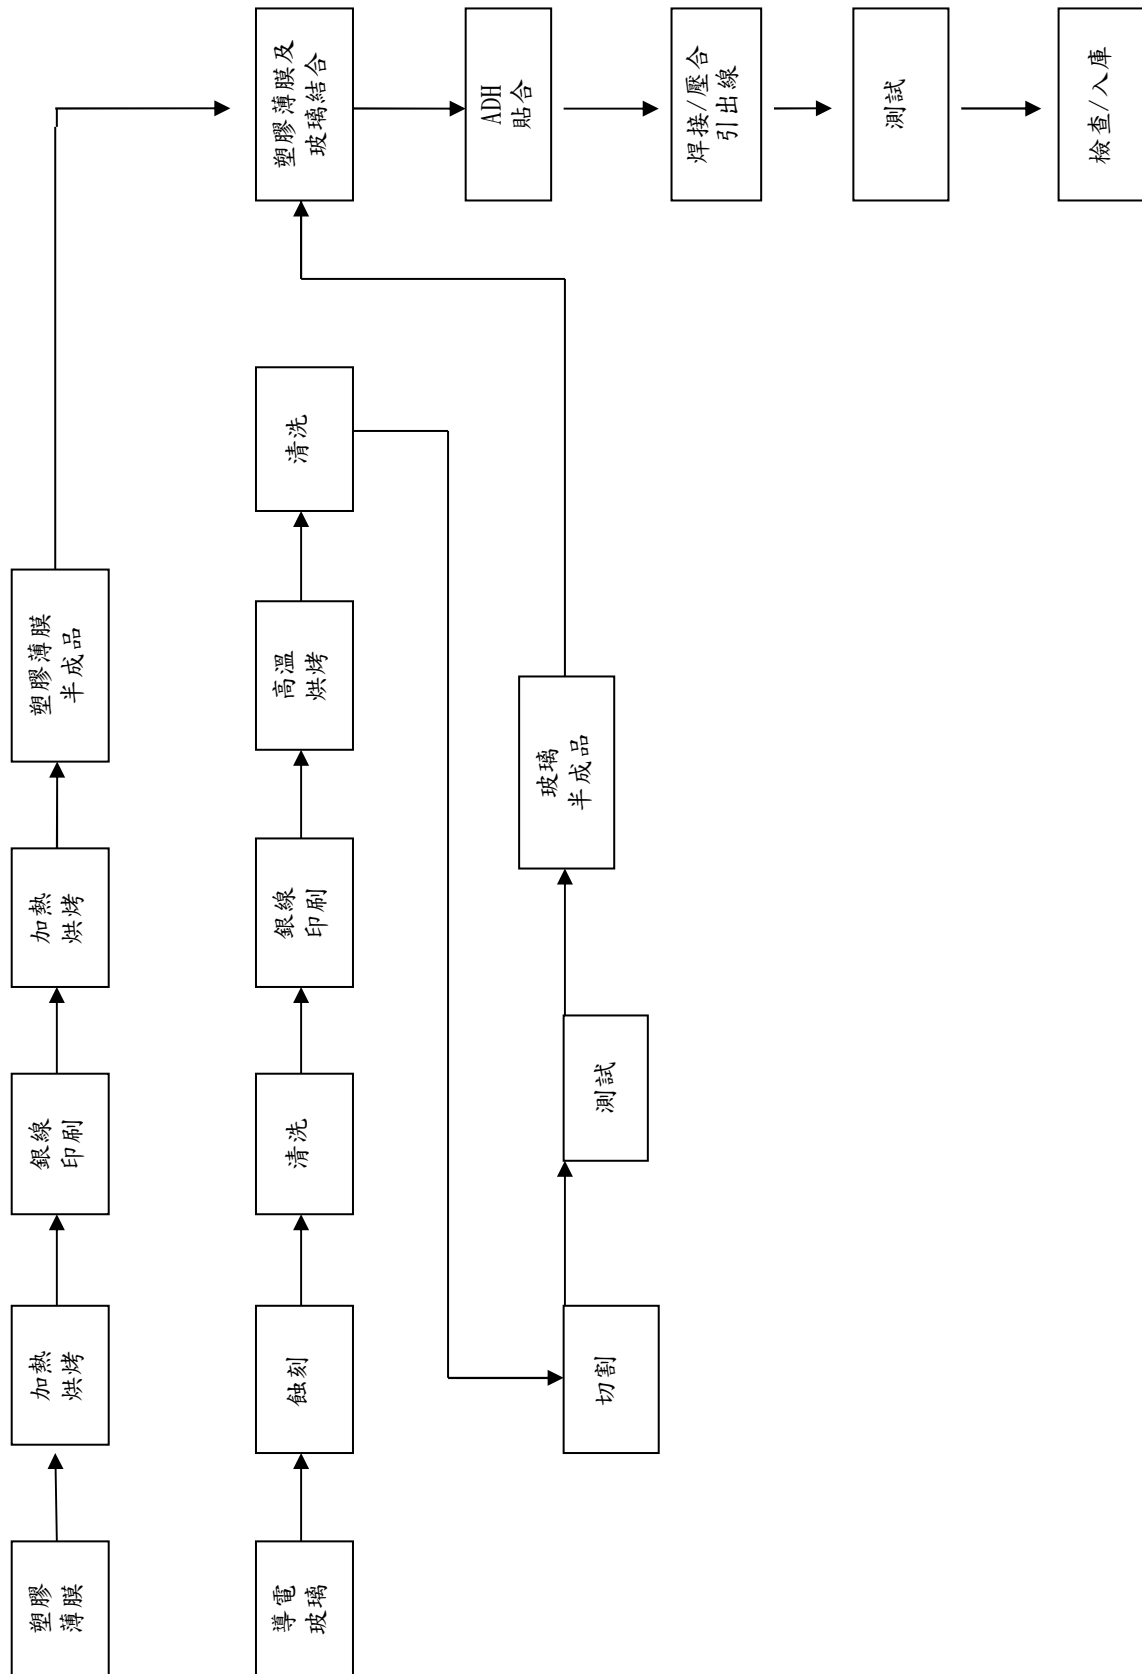 塑膠
薄膜
加熱
烘烤
銀線
印刷
加熱
烘烤
塑膠薄膜
半成品
導電
玻璃
蝕刻
清洗
銀線
印刷
高溫
烘烤
清洗
切割
測試
玻璃
半成品
塑膠薄膜及
玻璃結合
ADH
貼合
焊接/壓合
引出線
測試
檢查/入庫